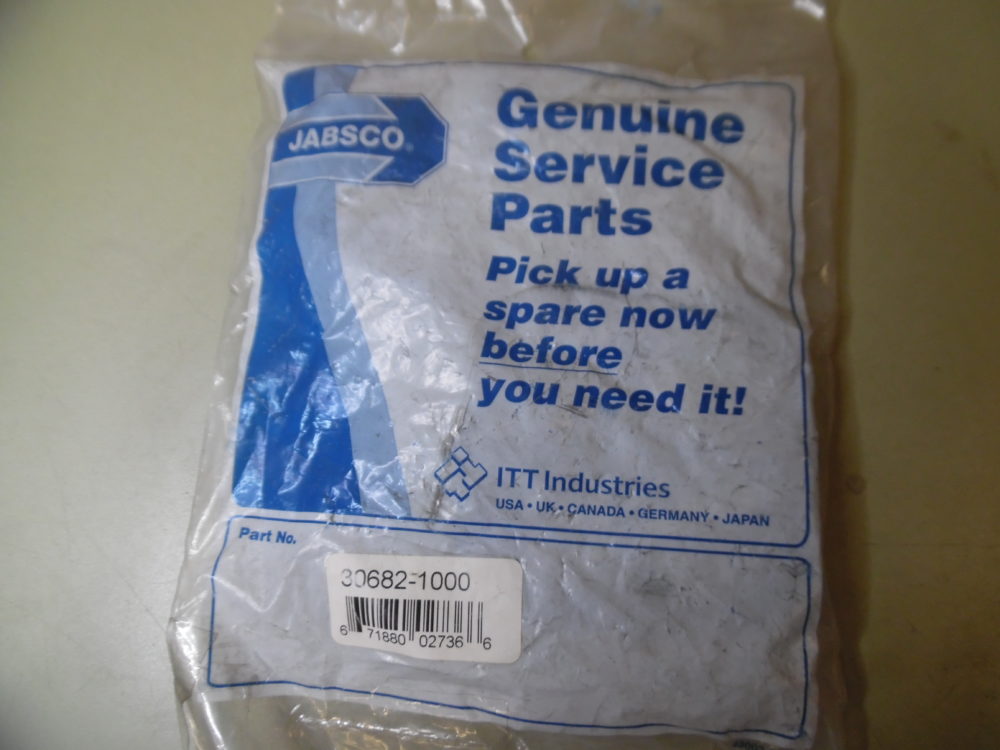 JABSCO®
Genuine
Service
Parts
Pick up a
spare now
before
you need it!
ITT Industries
USA • UK • CANADA • GERMANY • JAPAN
Part No.
30682-1000
6 71880 02736 6